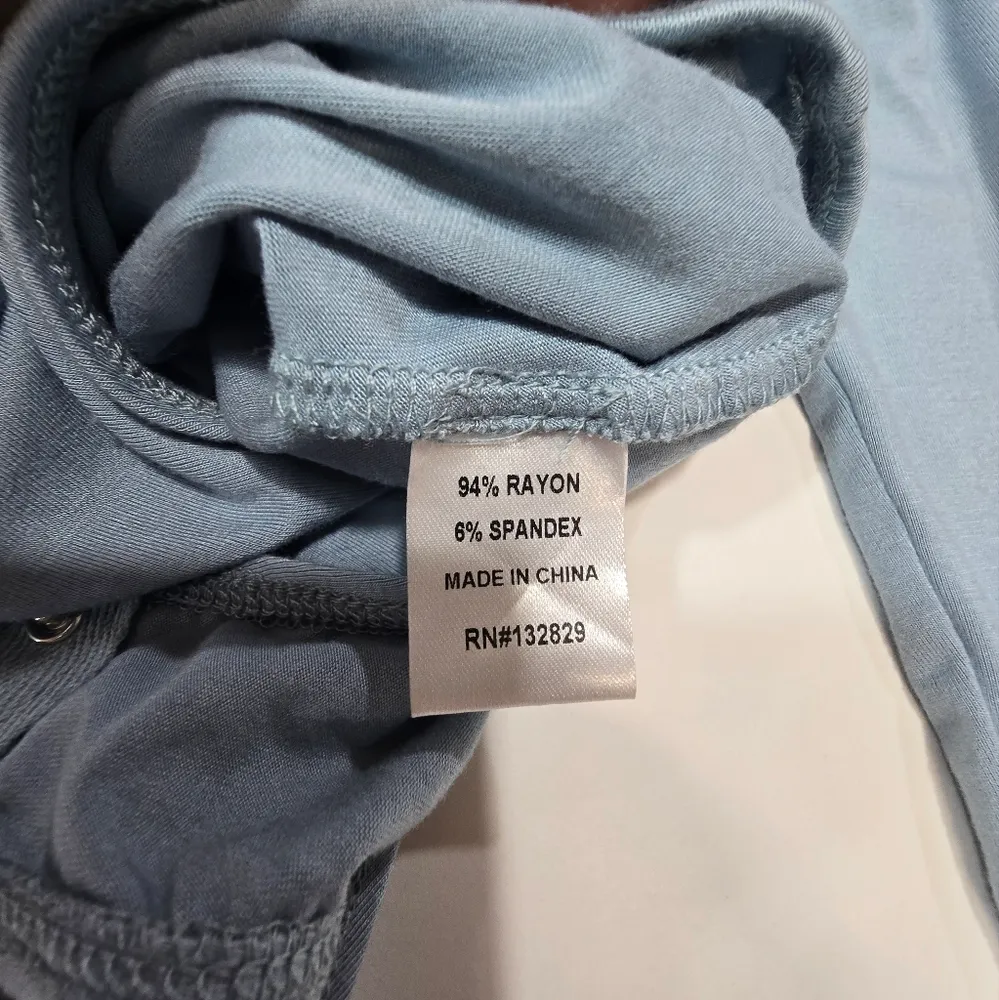 94% RAYON
6% SPANDEX
MADE IN CHINA
RN#132829